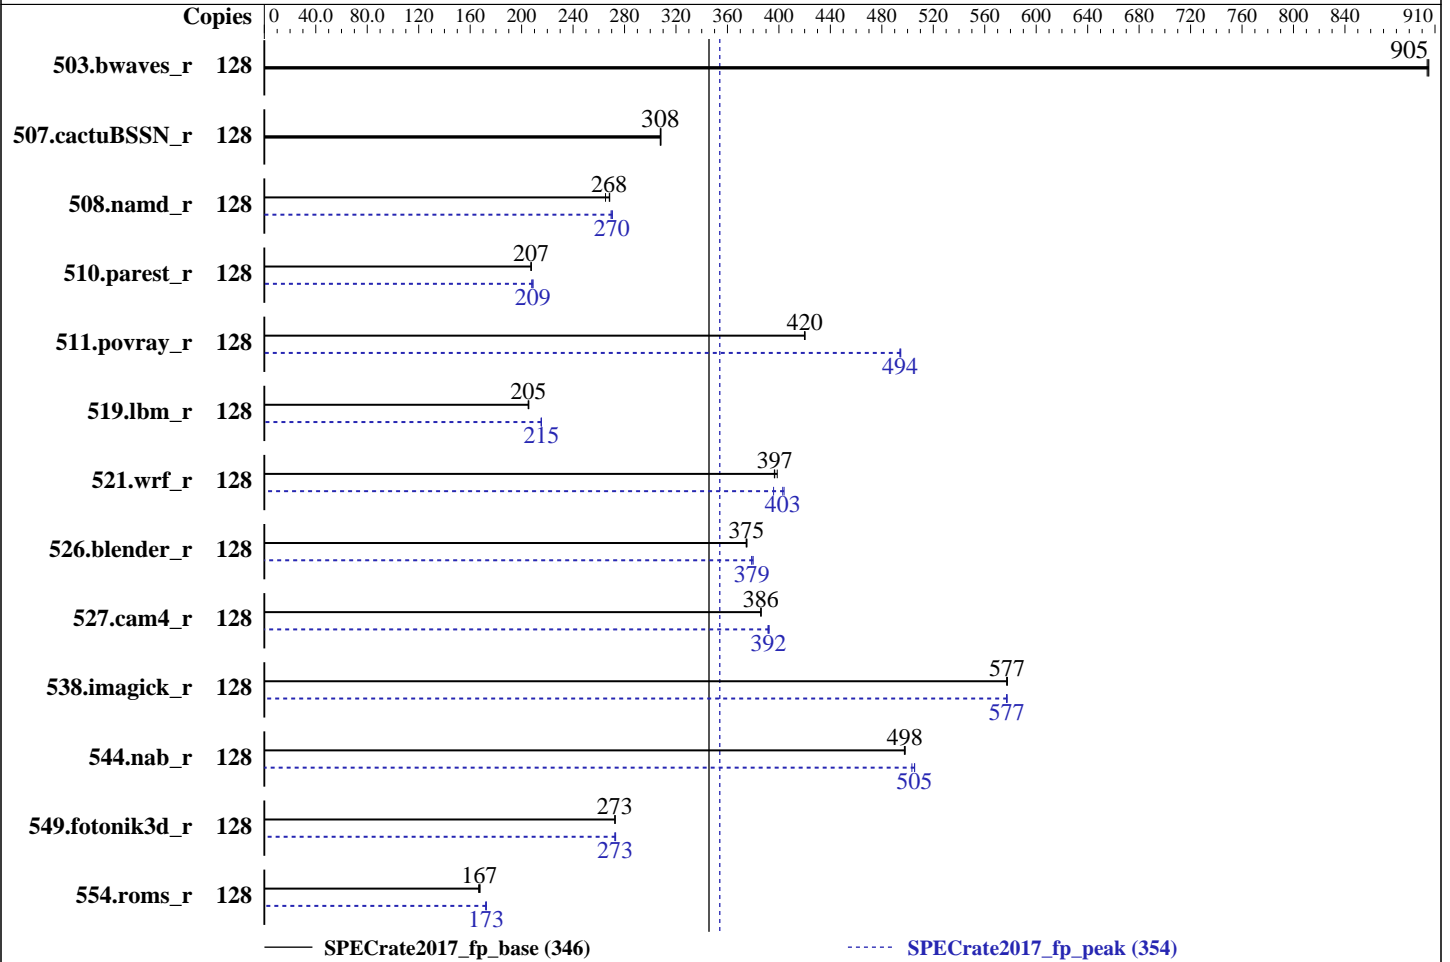 Copies 0 40.0 80.0 120 160 200 240 280 320 360 400 440 480 520 560 600 640 680 720 760 800 840 910
905
503.bwaves_r 128
308
507.cactuBSSN_r 128
268
508.namd_r 128
270
207
510.parest_r 128
209
420
511.povray_r 128
494
205
519.lbm_r 128
215
397
521.wrf_r 128
403
375
526.blender_r 128
379
386
527.cam4_r 128
392
577
538.imagick_r 128
577
498
544.nab_r 128
505
273
549.fotonik3d_r 128
273
167
554.roms_r 128
173
SPECrate2017_fp_base (346) SPECrate2017_fp_peak (354)